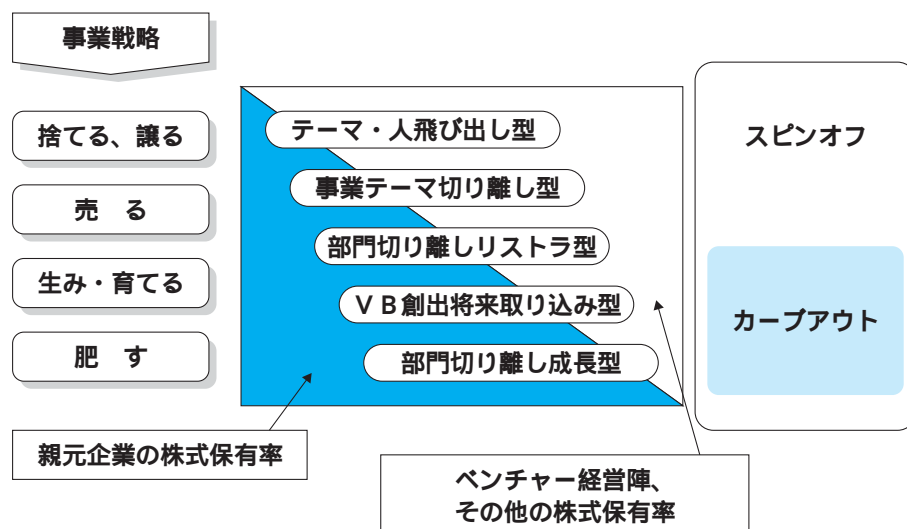 事業戦略
捨てる、譲る
売　る
生み・育てる
肥　す
テーマ・人飛び出し型
事業テーマ切り離し型
部門切り離しリストラ型
ＶＢ創出将来取り込み型
部門切り離し成長型
スピンオフ
カーブアウト
親元企業の株式保有率
ベンチャー経営陣、
その他の株式保有率